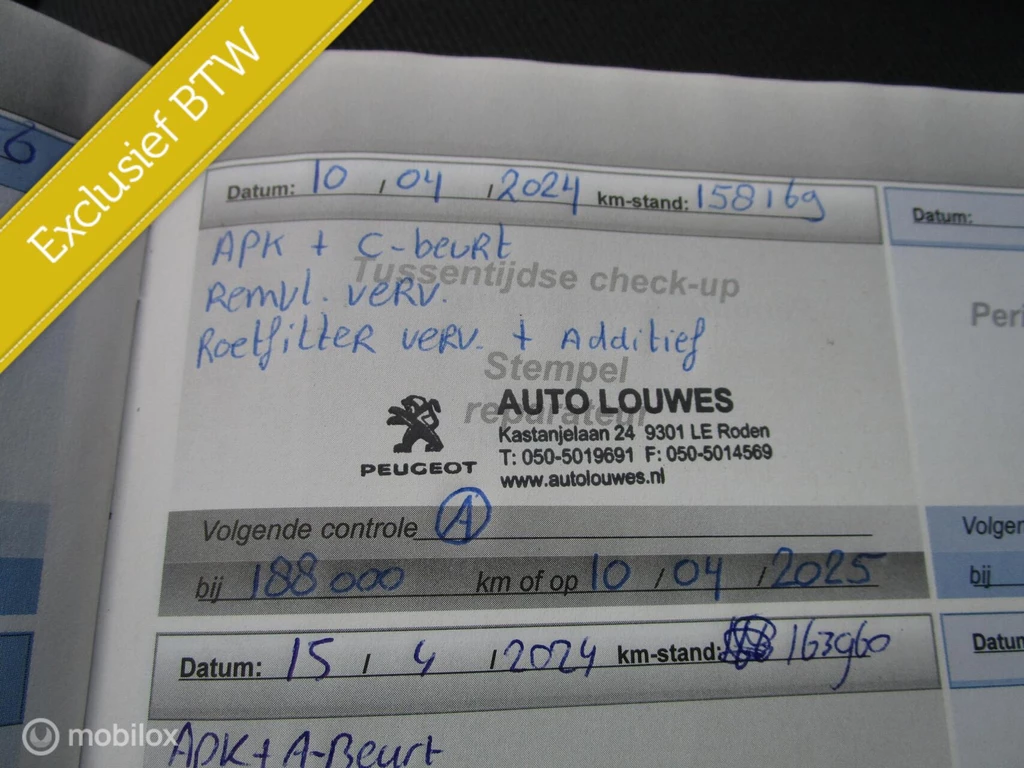 Exclusief BTW
6
Datum: 10 / 04 / 2024 km-stand: 158169
APK + C-beurt
Tussentijdse check-up
Remvl. verv.
Roetfilter verv. + Additief
Stempel
reparateur
AUTO LOUWES
Kastanjelaan 24 9301 LE Roden
T: 050-5019691 F: 050-5014569
www.autolouwes.nl
PEUGEOT
Volgende controle A
bij 188000 km of op 10 / 04 / 2025
Datum: 15 / 4 / 2024 km-stand: 163960
APK + A-Beurt
Datum:
Peri
Volgen
bij
Datum
mobilox